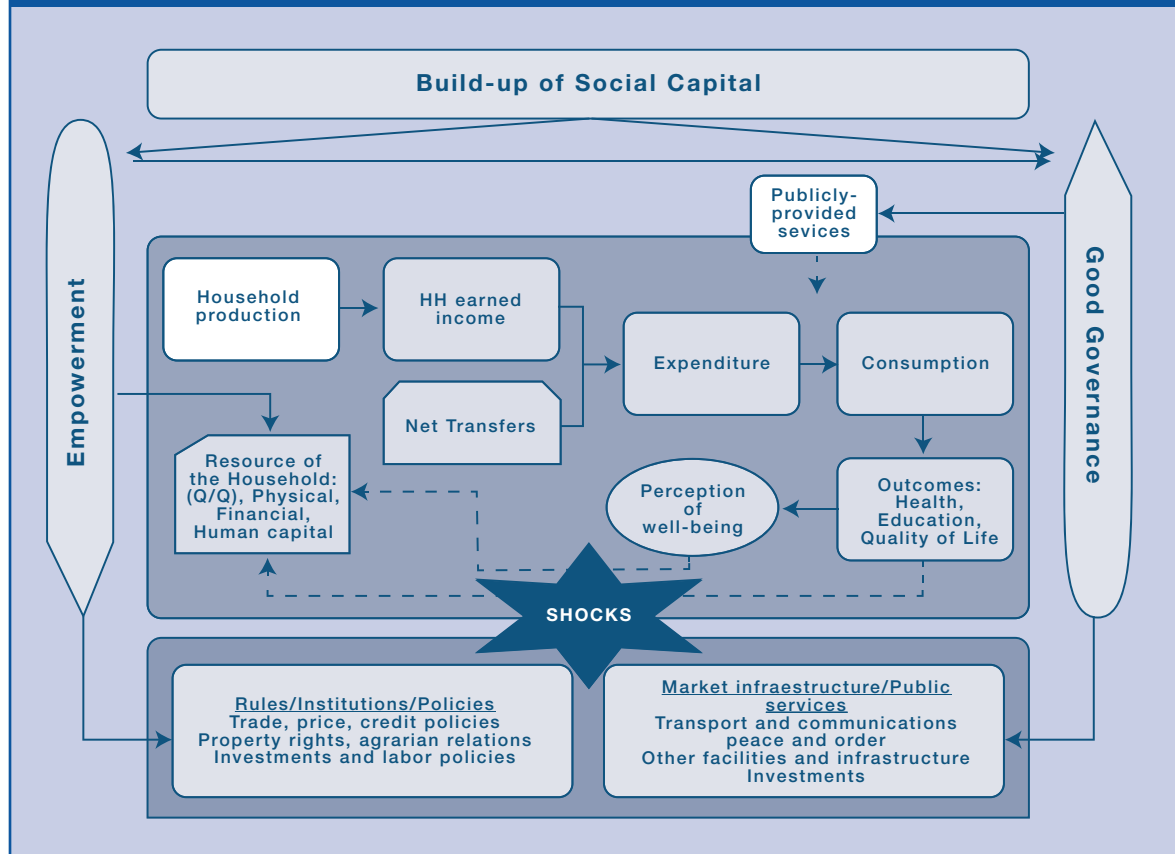 Build-up of Social Capital
Empowerment
Good Governance
Publicly-
provided
sevices
Household
production
HH earned
income
Net Transfers
Expenditure
Consumption
Resource of
the Household:
(Q/Q), Physical,
Financial,
Human capital
Perception
of
well-being
Outcomes:
Health,
Education,
Quality of Life
SHOCKS
Rules/Institutions/Policies
Trade, price, credit policies
Property rights, agrarian relations
Investments and labor policies
Market infraestructure/Public
services
Transport and communications
peace and order
Other facilities and infrastructure
Investments